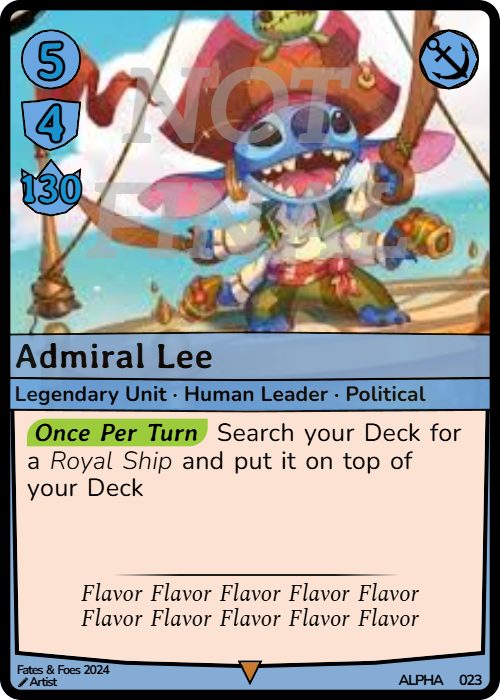 5
4
130
NOT
FINAL
Admiral Lee
Legendary Unit · Human Leader · Political
Once Per Turn Search your Deck for
a Royal Ship and put it on top of
your Deck
Flavor Flavor Flavor Flavor Flavor
Flavor Flavor Flavor Flavor Flavor
Fates & Foes 2024
Artist
ALPHA 023